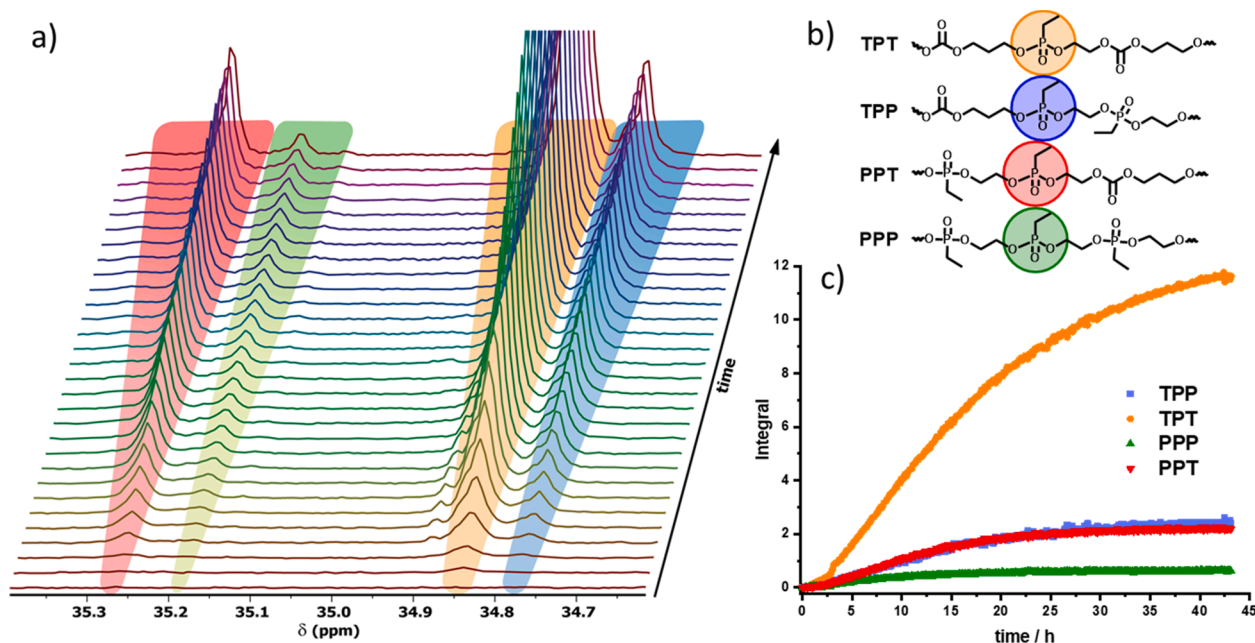 a)
35.3 35.2 35.1 35.0 34.9 34.8 34.7
δ (ppm)
time
b)
TPT
O O O O P O O O O O O
TPP
O O O O P O O O P O O O
PPT
O P O O O P O O O O O O
PPP
O P O O O P O O O P O O O
c)
12
10
8
6
4
2
0
Integral
TPP
TPT
PPP
PPT
0 5 10 15 20 25 30 35 40 45
time / h